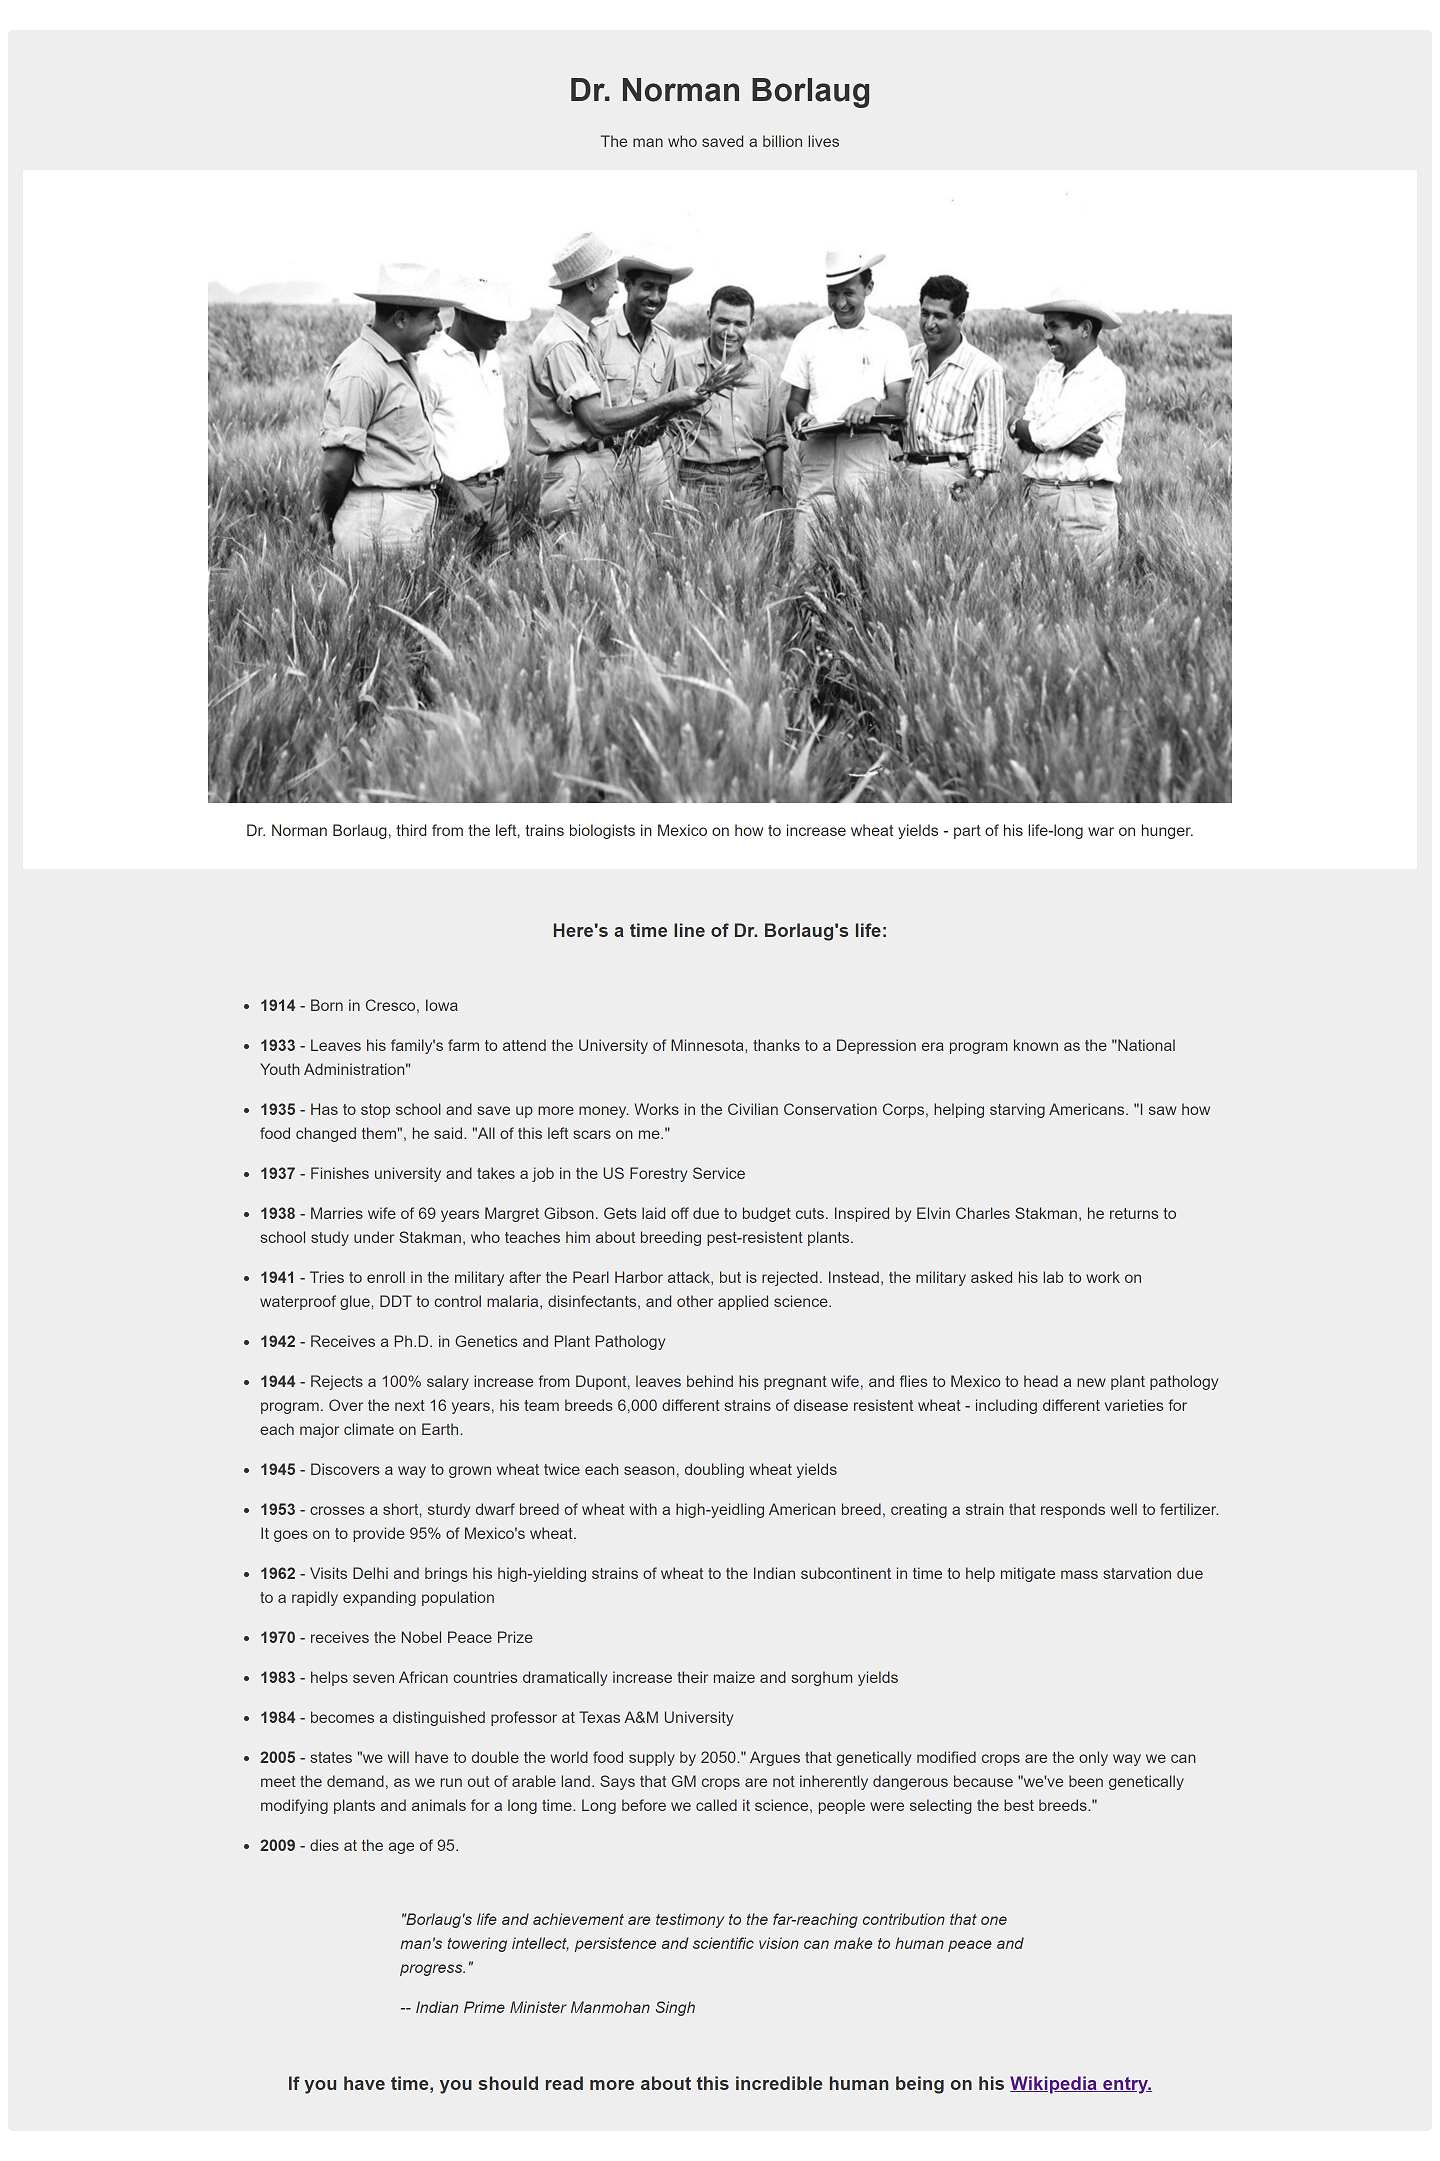 Dr. Norman Borlaug
The man who saved a billion lives
Dr. Norman Borlaug, third from the left, trains biologists in Mexico on how to increase wheat yields - part of his life-long war on hunger.
Here's a time line of Dr. Borlaug's life:
• 1914 - Born in Cresco, Iowa
• 1933 - Leaves his family's farm to attend the University of Minnesota, thanks to a Depression era program known as the "National
Youth Administration"
• 1935 - Has to stop school and save up more money. Works in the Civilian Conservation Corps, helping starving Americans. "I saw how
food changed them", he said. "All of this left scars on me."
• 1937 - Finishes university and takes a job in the US Forestry Service
• 1938 - Marries wife of 69 years Margret Gibson. Gets laid off due to budget cuts. Inspired by Elvin Charles Stakman, he returns to
school study under Stakman, who teaches him about breeding pest-resistent plants.
• 1941 - Tries to enroll in the military after the Pearl Harbor attack, but is rejected. Instead, the military asked his lab to work on
waterproof glue, DDT to control malaria, disinfectants, and other applied science.
• 1942 - Receives a Ph.D. in Genetics and Plant Pathology
• 1944 - Rejects a 100% salary increase from Dupont, leaves behind his pregnant wife, and flies to Mexico to head a new plant pathology
program. Over the next 16 years, his team breeds 6,000 different strains of disease resistent wheat - including different varieties for
each major climate on Earth.
• 1945 - Discovers a way to grown wheat twice each season, doubling wheat yields
• 1953 - crosses a short, sturdy dwarf breed of wheat with a high-yeidling American breed, creating a strain that responds well to fertilizer.
It goes on to provide 95% of Mexico's wheat.
• 1962 - Visits Delhi and brings his high-yielding strains of wheat to the Indian subcontinent in time to help mitigate mass starvation due
to a rapidly expanding population
• 1970 - receives the Nobel Peace Prize
• 1983 - helps seven African countries dramatically increase their maize and sorghum yields
• 1984 - becomes a distinguished professor at Texas A&M University
• 2005 - states "we will have to double the world food supply by 2050." Argues that genetically modified crops are the only way we can
meet the demand, as we run out of arable land. Says that GM crops are not inherently dangerous because "we've been genetically
modifying plants and animals for a long time. Long before we called it science, people were selecting the best breeds."
• 2009 - dies at the age of 95.
"Borlaug's life and achievement are testimony to the far-reaching contribution that one
man's towering intellect, persistence and scientific vision can make to human peace and
progress."
-- Indian Prime Minister Manmohan Singh
If you have time, you should read more about this incredible human being on his Wikipedia entry.